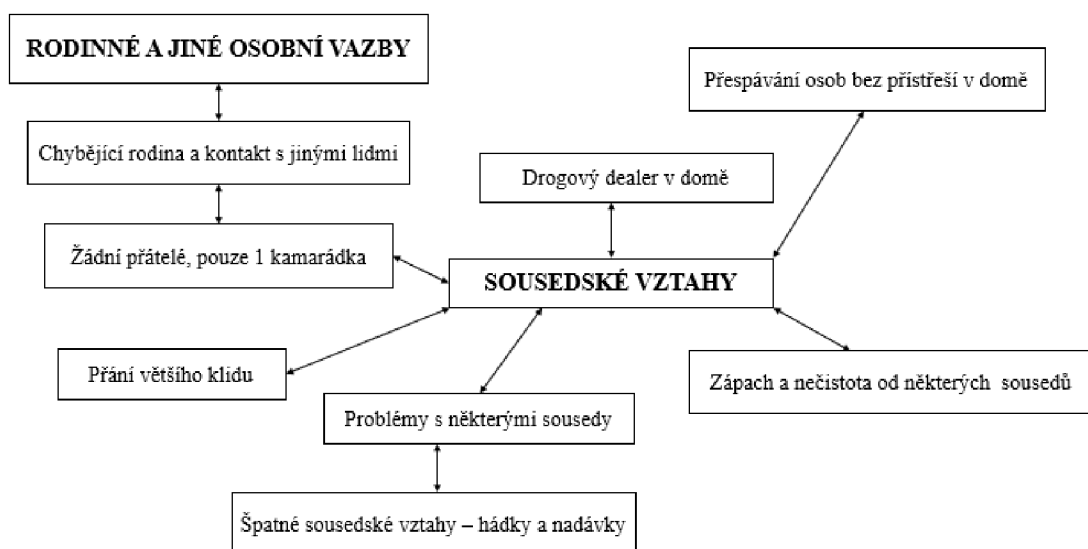 RODINNÉ A JINÉ OSOBNÍ VAZBY
Přespávání osob bez přístřeší v domě
Chybějící rodina a kontakt s jinými lidmi
Drogový dealer v domě
Žádní přátelé, pouze 1 kamarádka
SOUSEDSKÉ VZTAHY
Přání většího klidu
Zápach a nečistota od některých sousedů
Problémy s některými sousedy
Špatné sousedské vztahy – hádky a nadávky